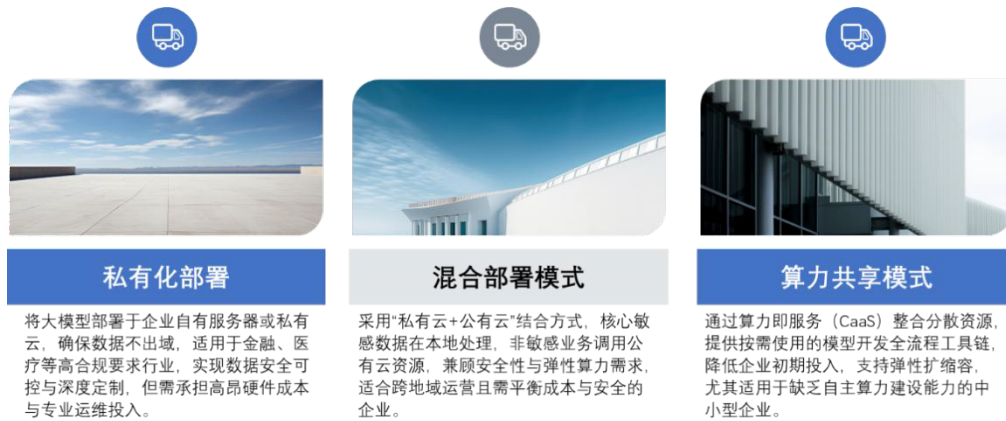 私有化部署
将大模型部署于企业自有服务器或私有
云，确保数据不出域，适用于金融、医
疗等高合规要求行业，实现数据安全可
控与深度定制，但需承担高昂硬件成本
与专业运维投入。
混合部署模式
采用“私有云+公有云”结合方式，核心敏
感数据在本地处理，非敏感业务调用公
有云资源，兼顾安全性与弹性算力需求，
适合跨地域运营且需平衡成本与安全的
企业。
算力共享模式
通过算力即服务（CaaS）整合分散资源，
提供按需使用的模型开发全流程工具链，
降低企业初期投入，支持弹性扩缩容，
尤其适用于缺乏自主算力建设能力的中
小型企业。